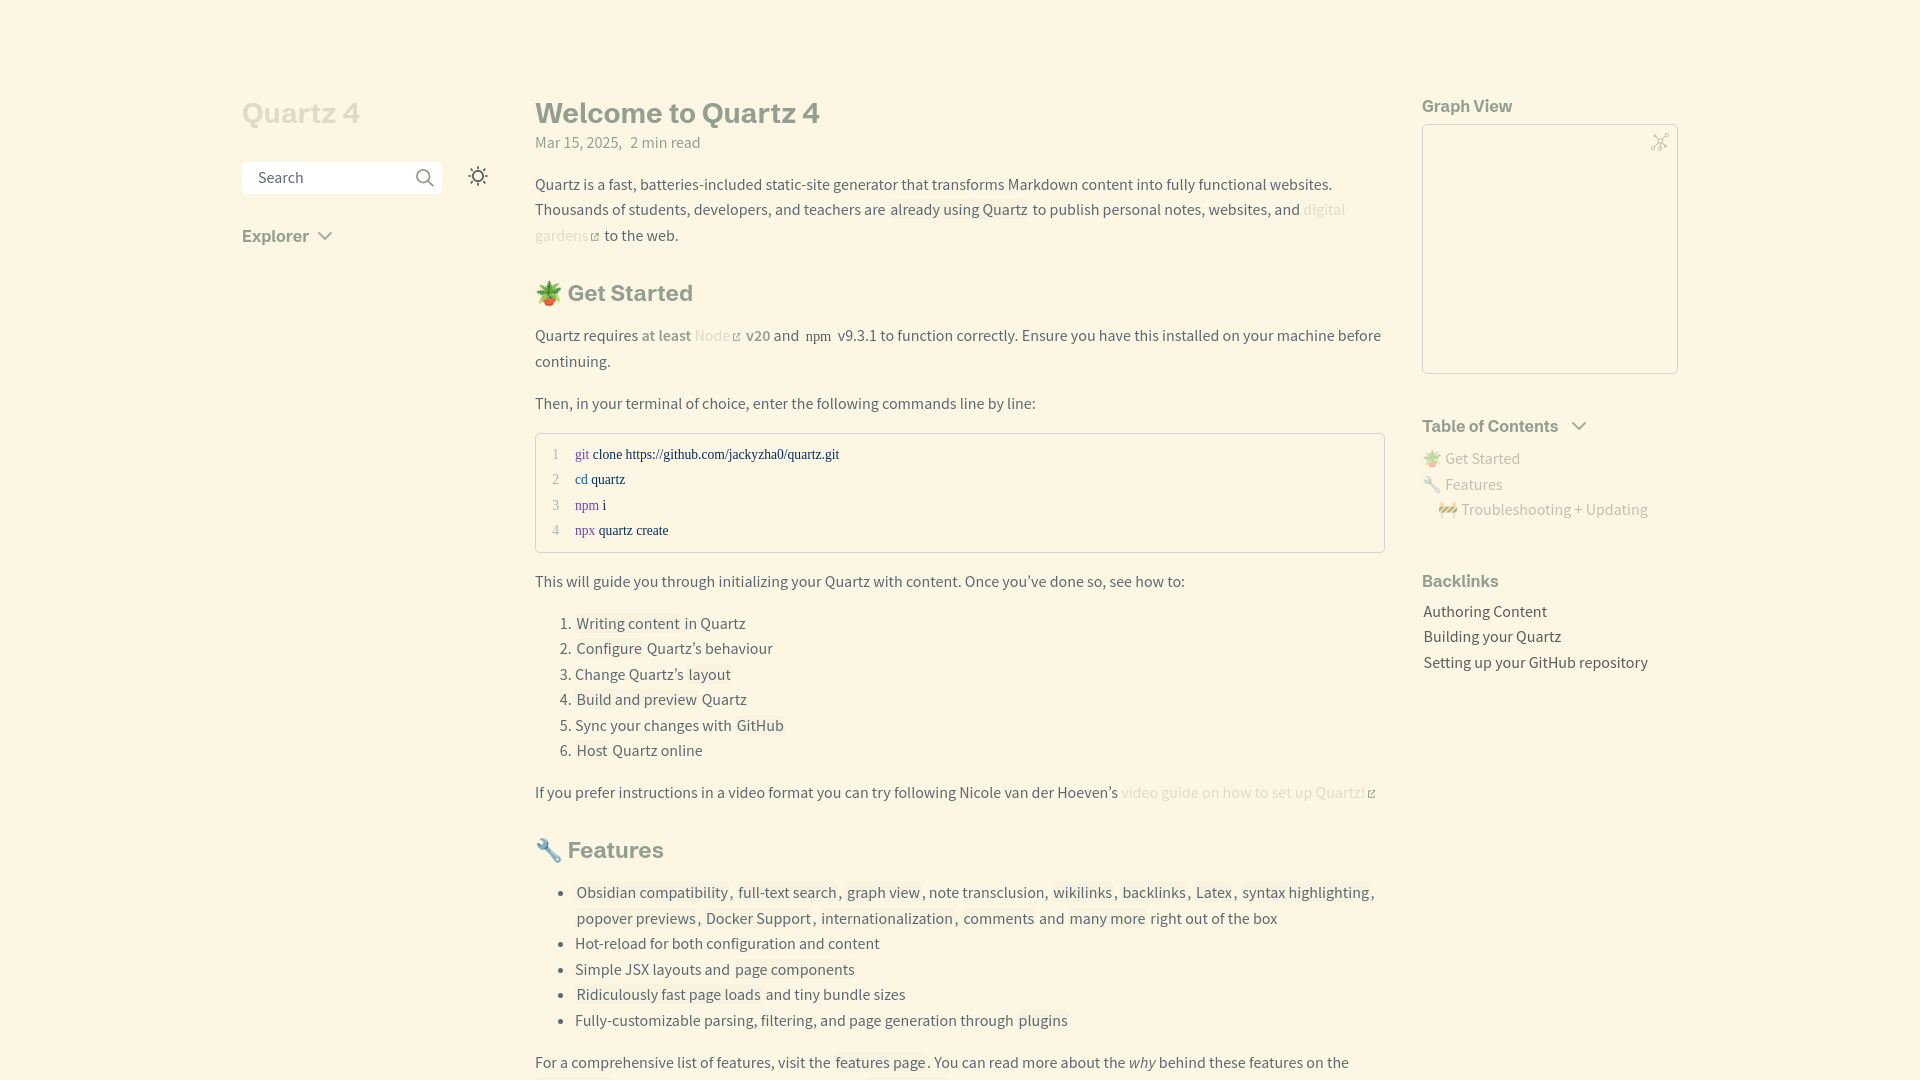 Quartz 4
Search
Explorer
Welcome to Quartz 4
Mar 15, 2025, 2 min read
Quartz is a fast, batteries-included static-site generator that transforms Markdown content into fully functional websites.
Thousands of students, developers, and teachers are already using Quartz to publish personal notes, websites, and digital
gardens to the web.
🪴 Get Started
Quartz requires at least Node v20 and npm v9.3.1 to function correctly. Ensure you have this installed on your machine before
continuing.
Then, in your terminal of choice, enter the following commands line by line:
1 git clone https://github.com/jackyzha0/quartz.git
2 cd quartz
3 npm i
4 npx quartz create
This will guide you through initializing your Quartz with content. Once you’ve done so, see how to:
1. Writing content in Quartz
2. Configure Quartz’s behaviour
3. Change Quartz’s layout
4. Build and preview Quartz
5. Sync your changes with GitHub
6. Host Quartz online
If you prefer instructions in a video format you can try following Nicole van der Hoeven’s video guide on how to set up Quartz!
🔧 Features
• Obsidian compatibility, full-text search, graph view, note transclusion, wikilinks, backlinks, Latex, syntax highlighting,
popover previews, Docker Support, internationalization, comments and many more right out of the box
• Hot-reload for both configuration and content
• Simple JSX layouts and page components
• Ridiculously fast page loads and tiny bundle sizes
• Fully-customizable parsing, filtering, and page generation through plugins
For a comprehensive list of features, visit the features page. You can read more about the why behind these features on the
Graph View
Table of Contents
🪴 Get Started
🔧 Features
🚧 Troubleshooting + Updating
Backlinks
Authoring Content
Building your Quartz
Setting up your GitHub repository